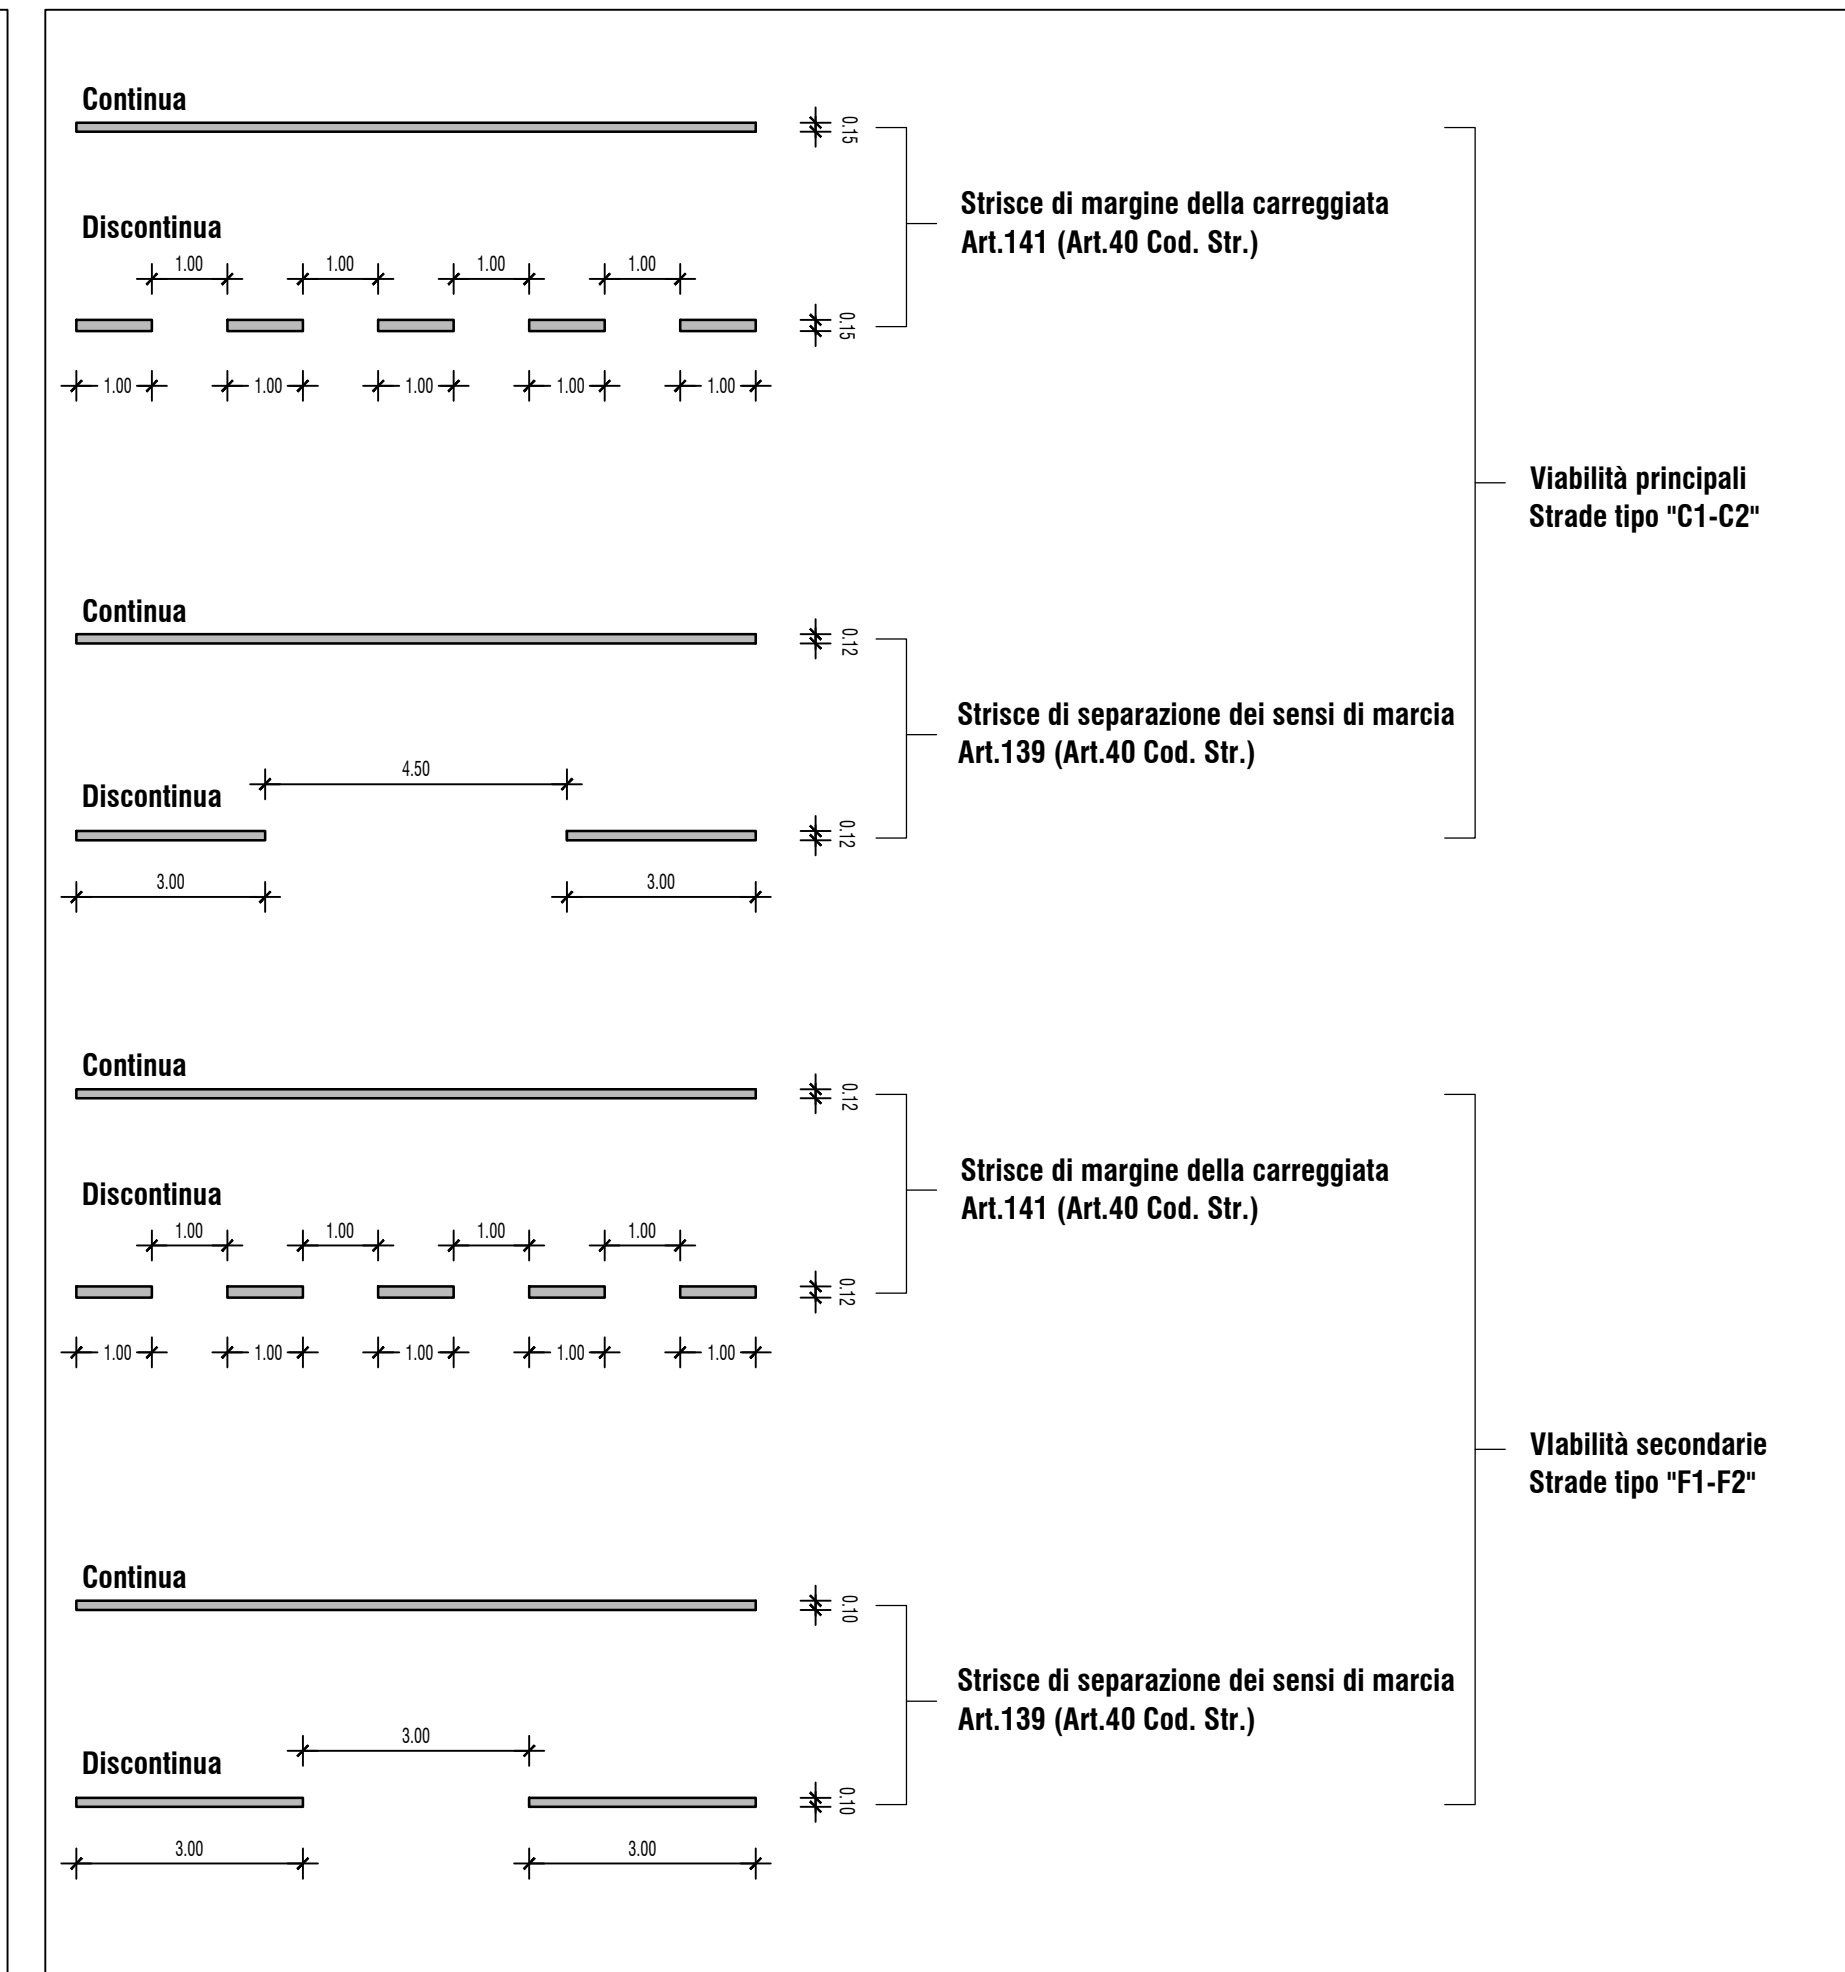 Continua
0.15
Strisce di margine della carreggiata
Art.141 (Art.40 Cod. Str.)
Discontinua
1.00 1.00 1.00 1.00
0.15
1.00 1.00 1.00 1.00 1.00
Viabilità principali
Strade tipo "C1-C2"
Continua
0.12
Strisce di separazione dei sensi di marcia
Art.139 (Art.40 Cod. Str.)
4.50
Discontinua
0.12
3.00 3.00
Continua
0.12
Strisce di margine della carreggiata
Art.141 (Art.40 Cod. Str.)
Discontinua
1.00 1.00 1.00 1.00
0.12
1.00 1.00 1.00 1.00 1.00
VIabilità secondarie
Strade tipo "F1-F2"
Continua
0.10
Strisce di separazione dei sensi di marcia
Art.139 (Art.40 Cod. Str.)
3.00
Discontinua
0.10
3.00 3.00